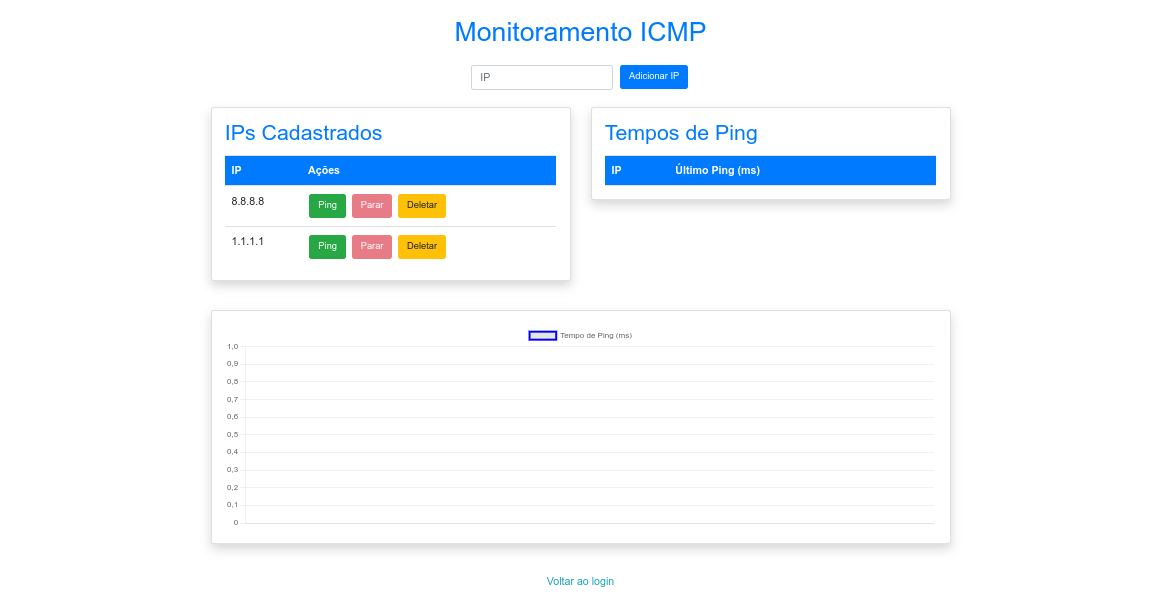 Monitoramento ICMP
IP
Adicionar IP
IPs Cadastrados
IP Ações
8.8.8.8 Ping Parar Deletar
1.1.1.1 Ping Parar Deletar
Tempos de Ping
IP Último Ping (ms)
Tempo de Ping (ms)
1,0
0,9
0,8
0,7
0,6
0,5
0,4
0,3
0,2
0,1
0
Voltar ao login